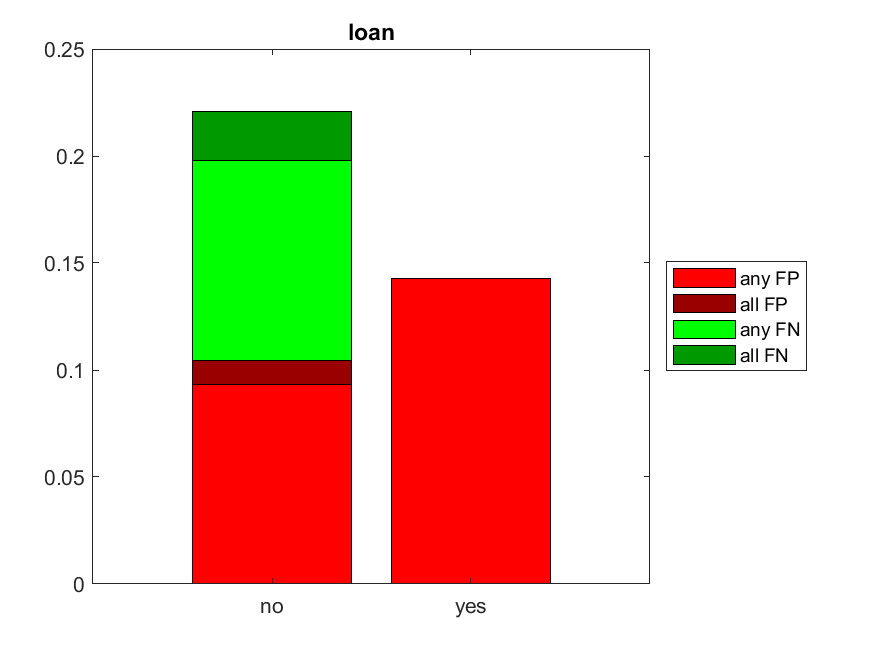 loan
0.25
0.2
0.15
0.1
0.05
0
no
yes
any FP
all FP
any FN
all FN